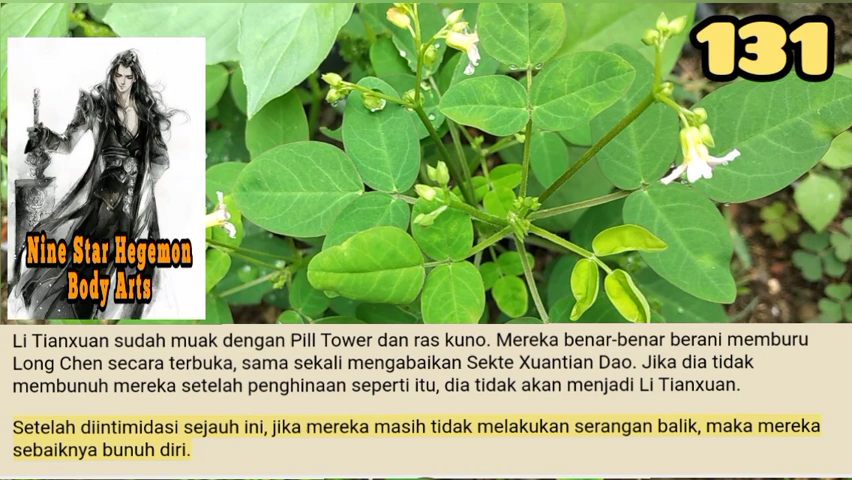 131
Nine Star Hegemon
Body Arts
Li Tianxuan sudah muak dengan Pill Tower dan ras kuno. Mereka benar-benar berani memburu
Long Chen secara terbuka, sama sekali mengabaikan Sekte Xuantian Dao. Jika dia tidak
membunuh mereka setelah penghinaan seperti itu, dia tidak akan menjadi Li Tianxuan.
Setelah diintimidasi sejauh ini, jika mereka masih tidak melakukan serangan balik, maka mereka
sebaiknya bunuh diri.